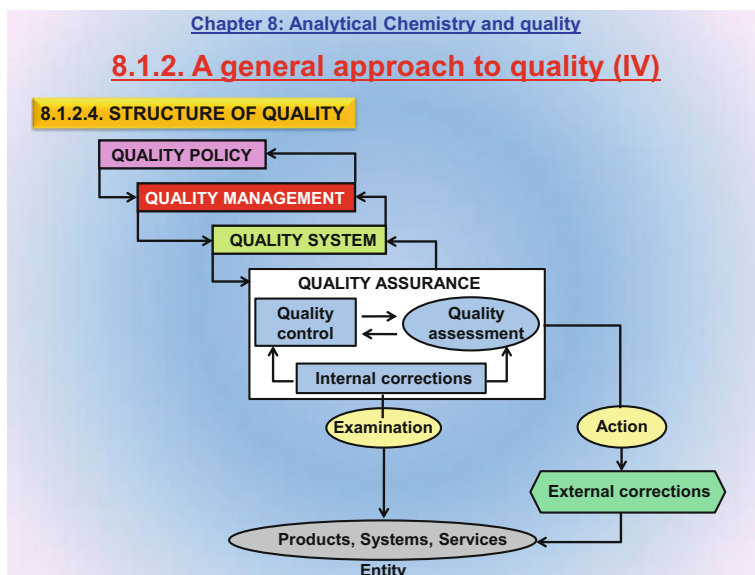 Chapter 8: Analytical Chemistry and quality
8.1.2. A general approach to quality (IV)
8.1.2.4. STRUCTURE OF QUALITY
QUALITY POLICY
QUALITY MANAGEMENT
QUALITY SYSTEM
QUALITY ASSURANCE
Quality
control
Quality
assessment
Internal corrections
Examination
Action
External corrections
Products, Systems, Services
Entity